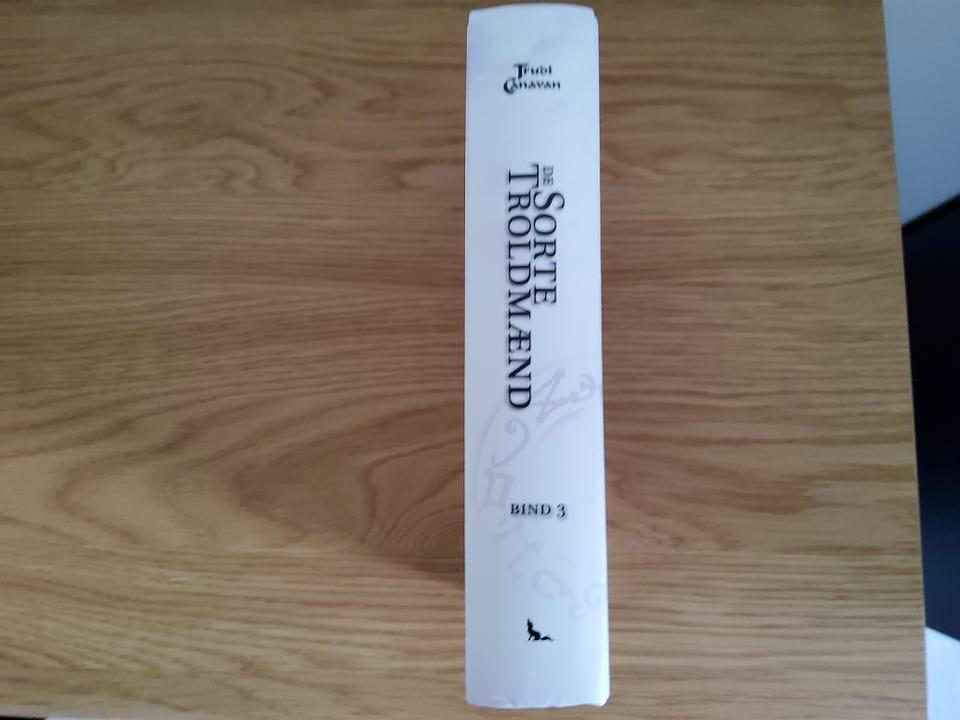 Trudi
Canavan
DE SORTE
TROLDMÆND
BIND 3